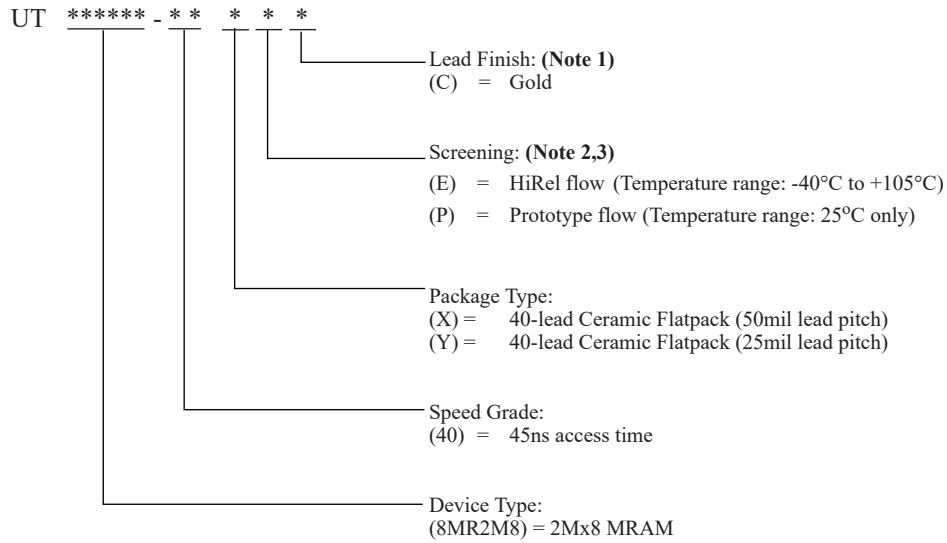 UT ****** - * * * * *
Lead Finish: (Note 1)
(C) = Gold
Screening: (Note 2,3)
(E) = HiRel flow (Temperature range: -40°C to +105°C)
(P) = Prototype flow (Temperature range: 25°C only)
Package Type:
(X) = 40-lead Ceramic Flatpack (50mil lead pitch)
(Y) = 40-lead Ceramic Flatpack (25mil lead pitch)
Speed Grade:
(40) = 45ns access time
Device Type:
(8MR2M8) = 2Mx8 MRAM